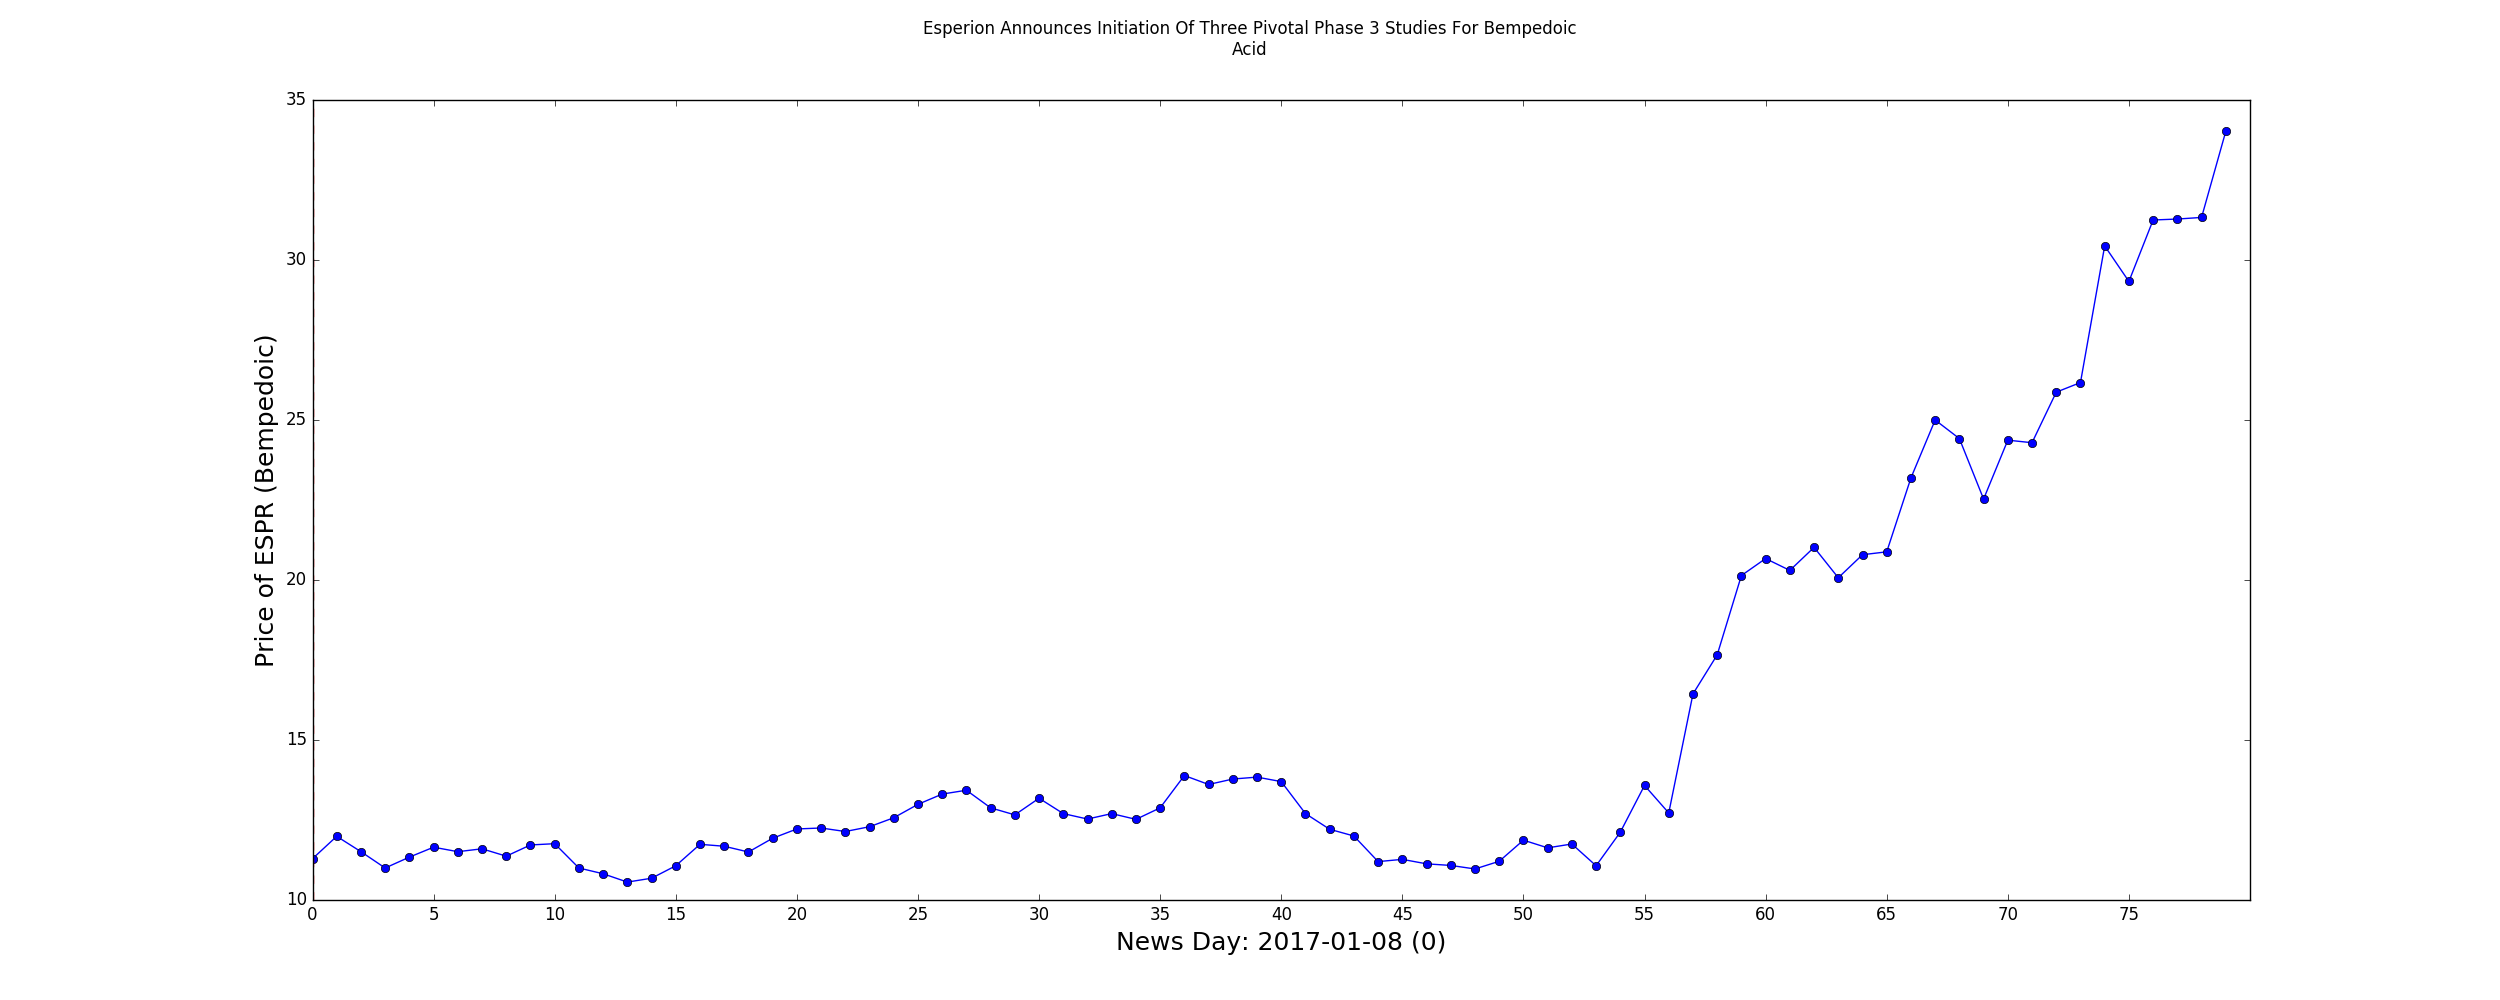 Esperion Announces Initiation Of Three Pivotal Phase 3 Studies For Bempedoic
Acid
35
30
25
20
15
10
Price of ESPR (Bempedoic)
0 5 10 15 20 25 30 35 40 45 50 55 60 65 70 75
News Day: 2017-01-08 (0)